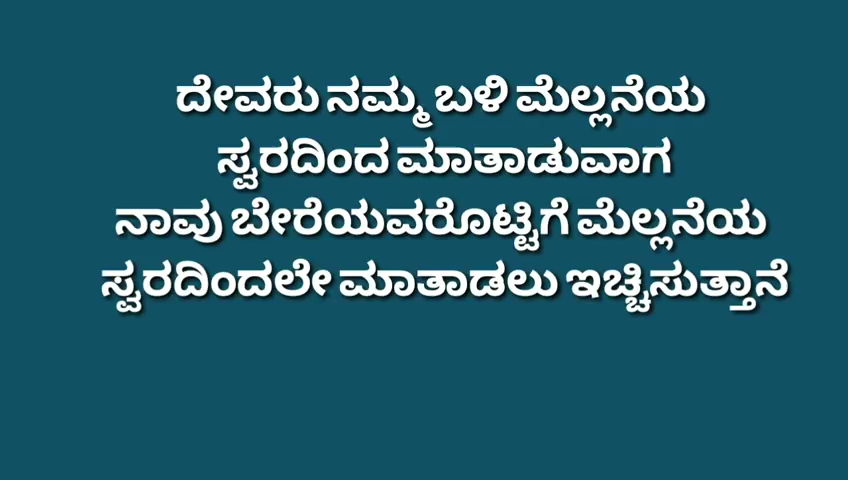 ದೇವರು ನಮ್ಮ ಬಳಿ ಮೆಲ್ಲನೆಯ
ಸ್ವರದಿಂದ ಮಾತಾಡುವಾಗ
ನಾವು ಬೇರೆಯವರೊಟ್ಟಿಗೆ ಮೆಲ್ಲನೆಯ
ಸ್ವರದಿಂದಲೇ ಮಾತಾಡಲು ಇಚ್ಚಿಸುತ್ತಾನೆ